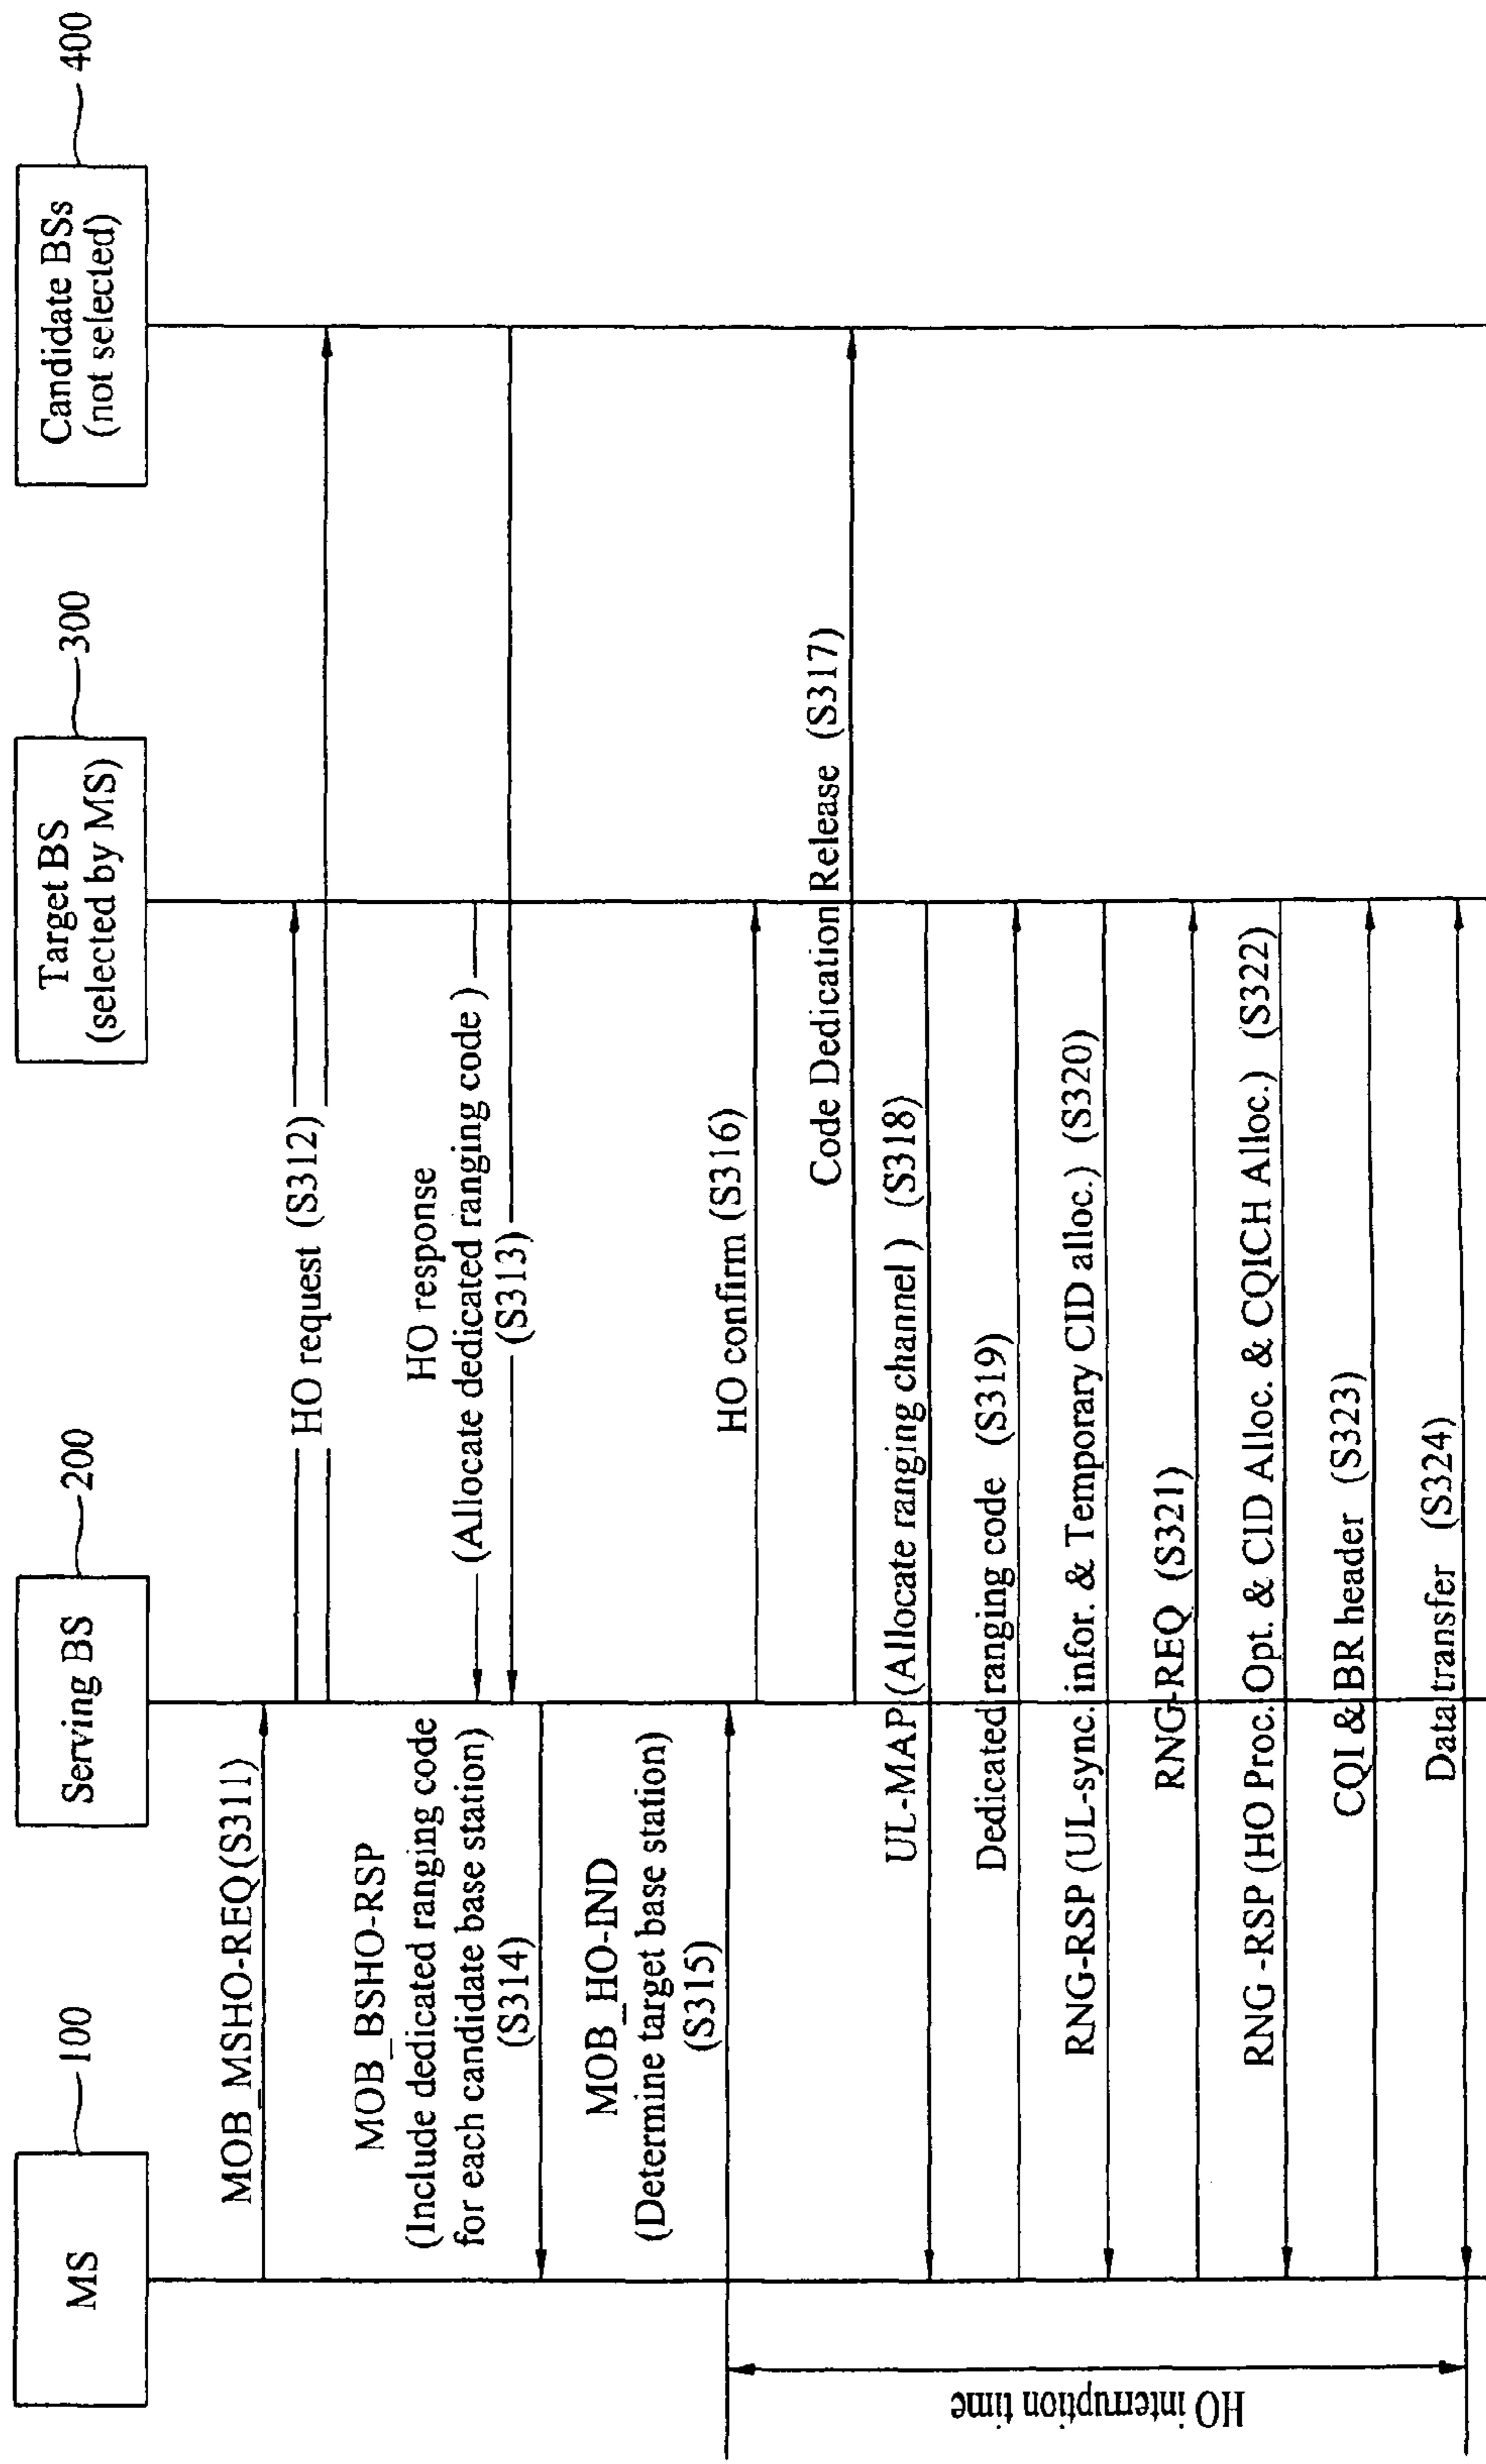 MS
100
Serving BS
200
Target BS
(selected by MS)
300
Candidate BSs
(not selected)
400
MOB_MSHO-REQ(S311)
HO request (S312)
HO response
(Allocate dedicated ranging code )
(S313)
MOB_BSHO-RSP
(Include dedicated ranging code
for each candidate base station)
(S314)
MOB_HO-IND
(Determine target base station)
(S315)
HO confirm (S316)
Code Dedication Release (S317)
UL-MAP (Allocate ranging channel ) (S318)
Dedicated ranging code (S319)
RNG-RSP (UL-sync. infor. & Temporary CID alloc.) (S320)
RNG-REQ (S321)
RNG -RSP (HO Proc. Opt. & CID Alloc. & CQICH Alloc.) (S322)
CQI & BR header (S323)
Data transfer (S324)
HO interruption time